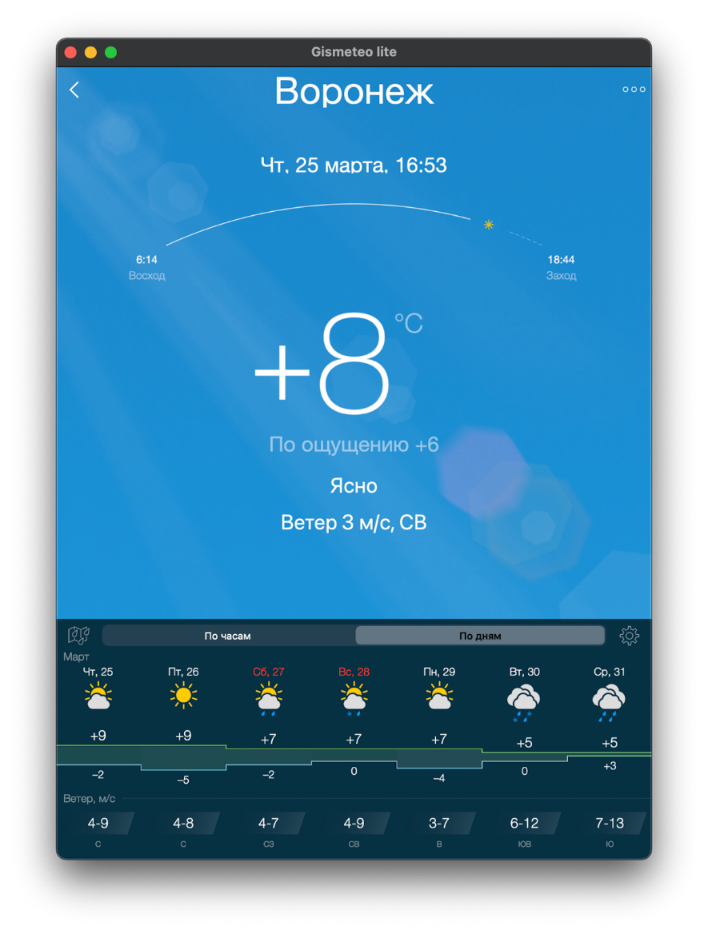 Gismeteo lite
Воронеж
Чт, 25 марта, 16:53
6:14
Восход
18:44
Заход
+8 °C
По ощущению +6
Ясно
Ветер 3 м/с, СВ
По часам По дням
Март
Чт, 25 Пт, 26 Сб, 27 Вс, 28 Пн, 29 Вт, 30 Ср, 31
+9 +9 +7 +7 +7 +5 +5
−2 −5 −2 0 −4 0 +3
Ветер, м/с
4-9 4-8 4-7 4-9 3-7 6-12 7-13
С С СЗ СВ В ЮВ Ю